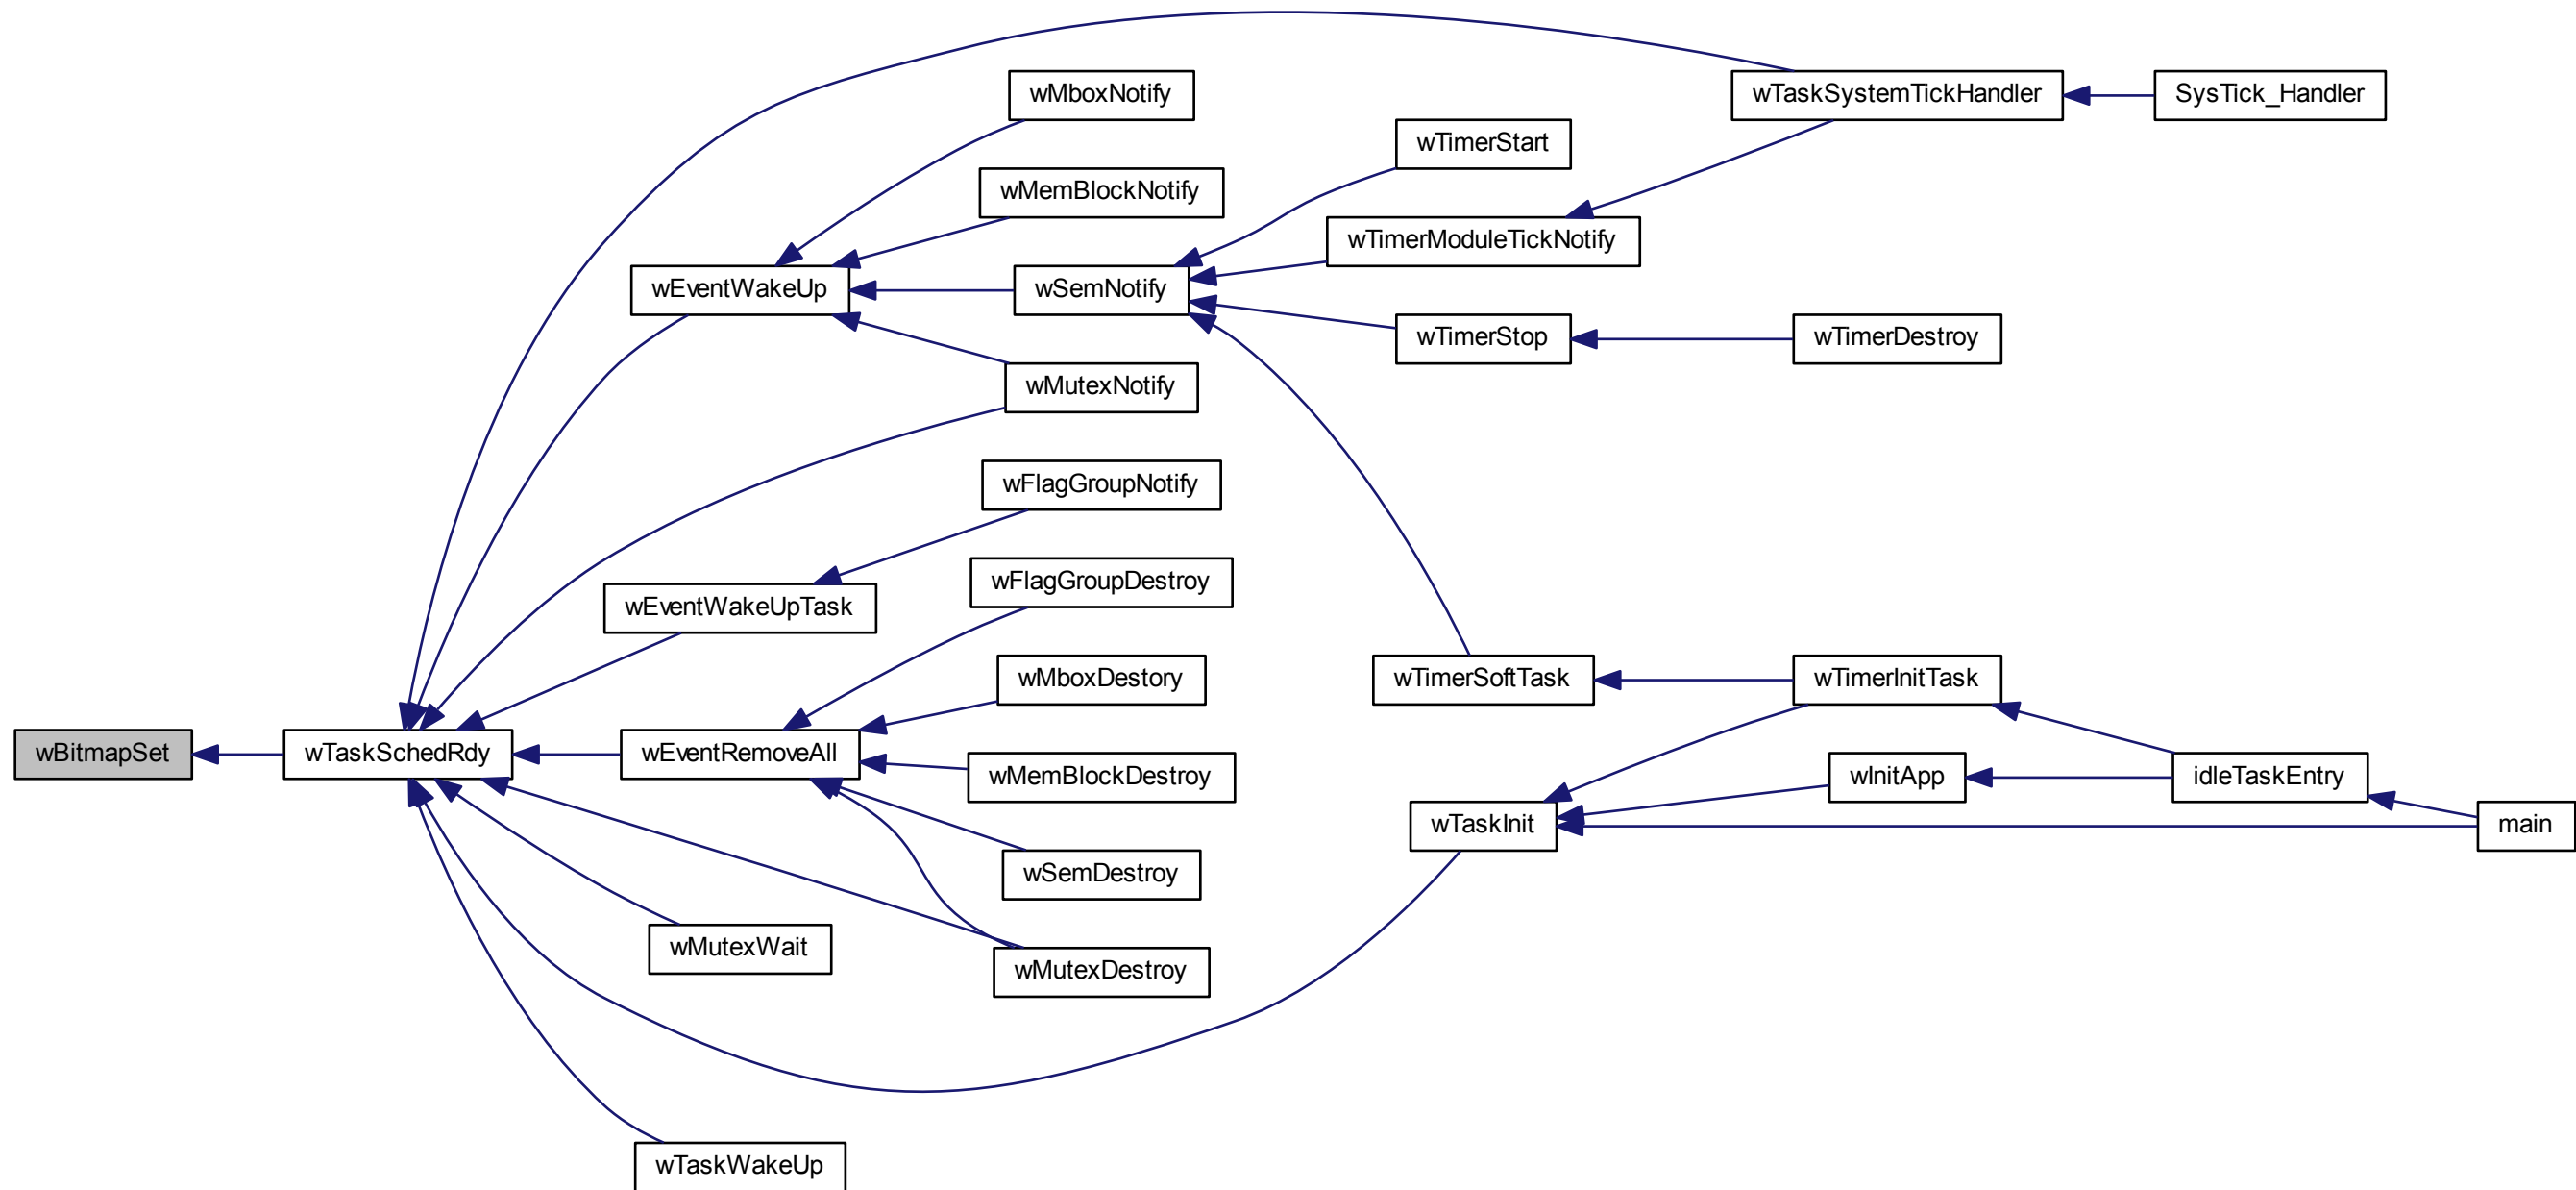 wMboxNotify
wTaskSystemTickHandler
SysTick_Handler
wTimerStart
wMemBlockNotify
wTimerModuleTickNotify
wEventWakeUp
wSemNotify
wTimerStop
wTimerDestroy
wMutexNotify
wFlagGroupNotify
wFlagGroupDestroy
wEventWakeUpTask
wMboxDestory
wTimerSoftTask
wTimerInitTask
wBitmapSet
wTaskSchedRdy
wEventRemoveAll
wMemBlockDestroy
wInitApp
idleTaskEntry
wTaskInit
main
wSemDestroy
wMutexWait
wMutexDestroy
wTaskWakeUp